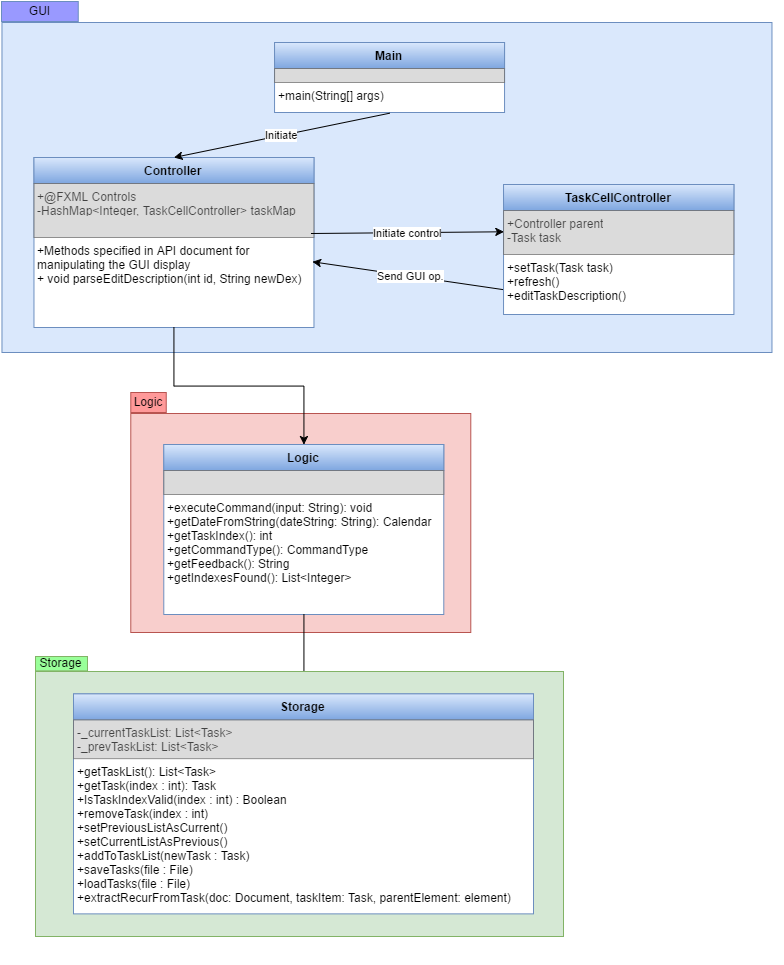 GUI
Main
+main(String[] args)
Initiate
Controller
+@FXML Controls
-HashMap<Integer, TaskCellController> taskMap
+Methods specified in API document for
manipulating the GUI display
+ void parseEditDescription(int id, String newDex)
Initiate control
Send GUI op.
TaskCellController
+Controller parent
-Task task
+setTask(Task task)
+refresh()
+editTaskDescription()
Logic
Logic
+executeCommand(input: String): void
+getDateFromString(dateString: String): Calendar
+getTaskIndex(): int
+getCommandType(): CommandType
+getFeedback(): String
+getIndexesFound(): List<Integer>
Storage
Storage
-_currentTaskList: List<Task>
-_prevTaskList: List<Task>
+getTaskList(): List<Task>
+getTask(index : int): Task
+IsTaskIndexValid(index : int) : Boolean
+removeTask(index : int)
+setPreviousListAsCurrent()
+setCurrentListAsPrevious()
+addToTaskList(newTask : Task)
+saveTasks(file : File)
+loadTasks(file : File)
+extractRecurFromTask(doc: Document, taskItem: Task, parentElement: element)